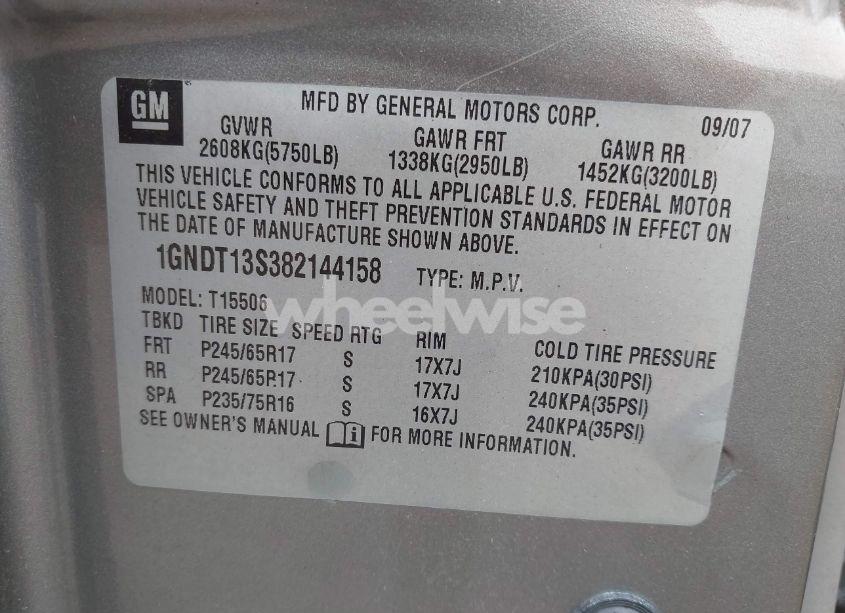 GM
MFD BY GENERAL MOTORS CORP. 09/07
GVWR GAWR FRT GAWR RR
2608KG(5750LB) 1338KG(2950LB) 1452KG(3200LB)
THIS VEHICLE CONFORMS TO ALL APPLICABLE U.S. FEDERAL MOTOR
VEHICLE SAFETY AND THEFT PREVENTION STANDARDS IN EFFECT ON
THE DATE OF MANUFACTURE SHOWN ABOVE.
1GNDT13S382144158 TYPE: M.P.V.
MODEL: T15506
wheelwise
TBKD TIRE SIZE SPEED RTG RIM COLD TIRE PRESSURE
FRT P245/65R17 S 17X7J 210KPA(30PSI)
RR P245/65R17 S 17X7J 240KPA(35PSI)
SPA P235/75R16 S 16X7J 240KPA(35PSI)
SEE OWNER'S MANUAL i FOR MORE INFORMATION.